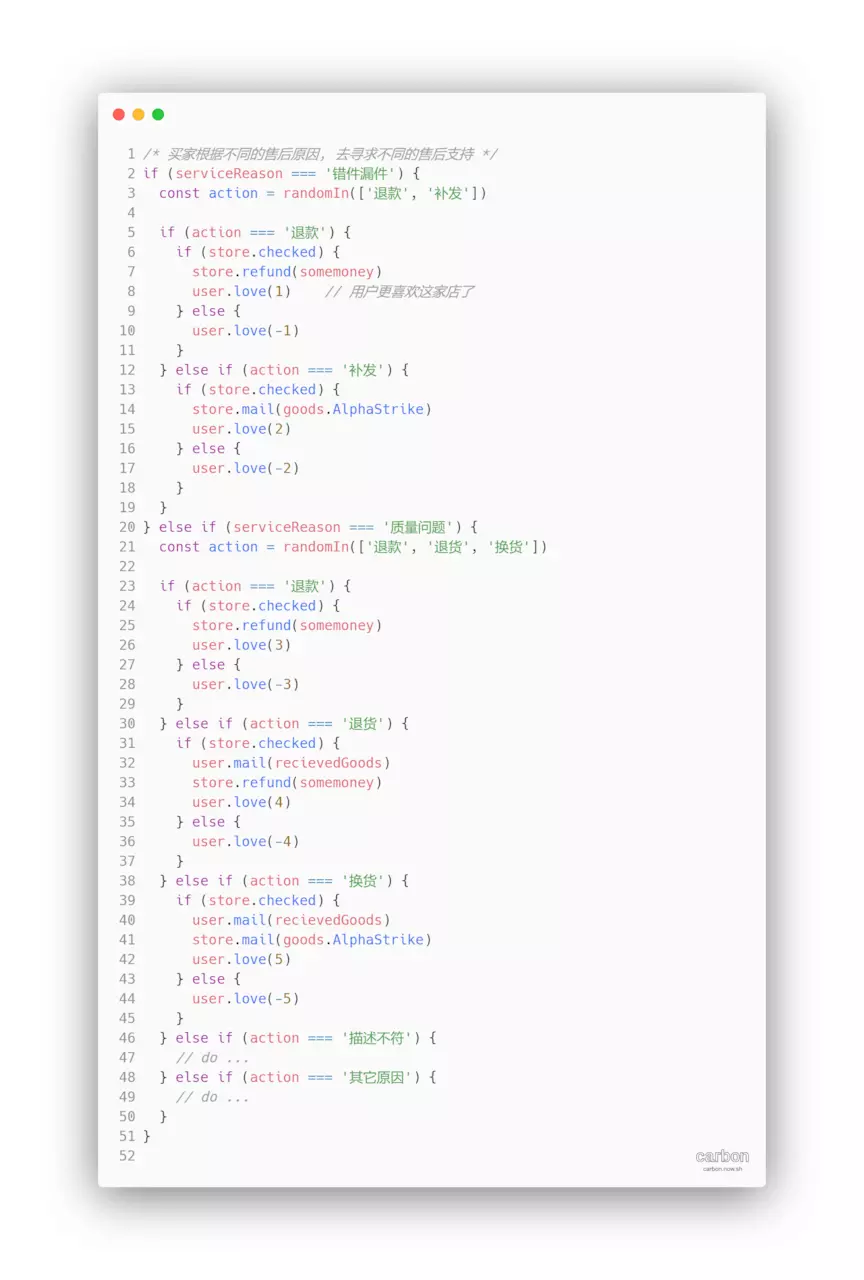 1 /* 买家根据不同的售后原因, 去寻求不同的售后支持 */
2 if (serviceReason === '错件漏件') {
3   const action = randomIn(['退款', '补发'])
4
5   if (action === '退款') {
6     if (store.checked) {
7       store.refund(somemoney)
8       user.love(1)    // 用户更喜欢这家店了
9     } else {
10       user.love(-1)
11     }
12   } else if (action === '补发') {
13     if (store.checked) {
14       store.mail(goods.AlphaStrike)
15       user.love(2)
16     } else {
17       user.love(-2)
18     }
19   }
20 } else if (serviceReason === '质量问题') {
21   const action = randomIn(['退款', '退货', '换货'])
22
23   if (action === '退款') {
24     if (store.checked) {
25       store.refund(somemoney)
26       user.love(3)
27     } else {
28       user.love(-3)
29     }
30   } else if (action === '退货') {
31     if (store.checked) {
32       user.mail(recievedGoods)
33       store.refund(somemoney)
34       user.love(4)
35     } else {
36       user.love(-4)
37     }
38   } else if (action === '换货') {
39     if (store.checked) {
40       user.mail(recievedGoods)
41       store.mail(goods.AlphaStrike)
42       user.love(5)
43     } else {
44       user.love(-5)
45     }
46   } else if (action === '描述不符') {
47     // do ...
48   } else if (action === '其它原因') {
49     // do ...
50   }
51 }
52
carbon
carbon.now.sh